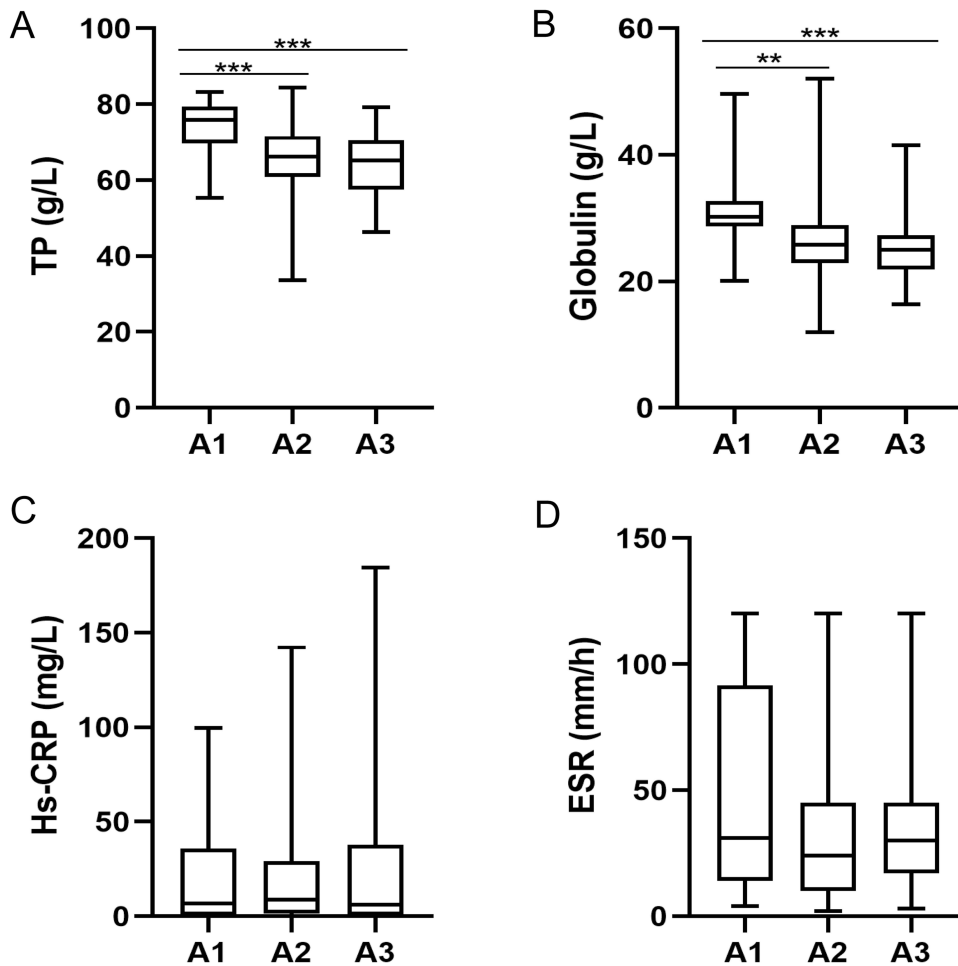 A
TP (g/L)
100
80
60
40
20
0
***
***
A1 A2 A3
B
Globulin (g/L)
60
40
20
0
***
**
A1 A2 A3
C
Hs-CRP (mg/L)
200
150
100
50
0
A1 A2 A3
D
ESR (mm/h)
150
100
50
0
A1 A2 A3